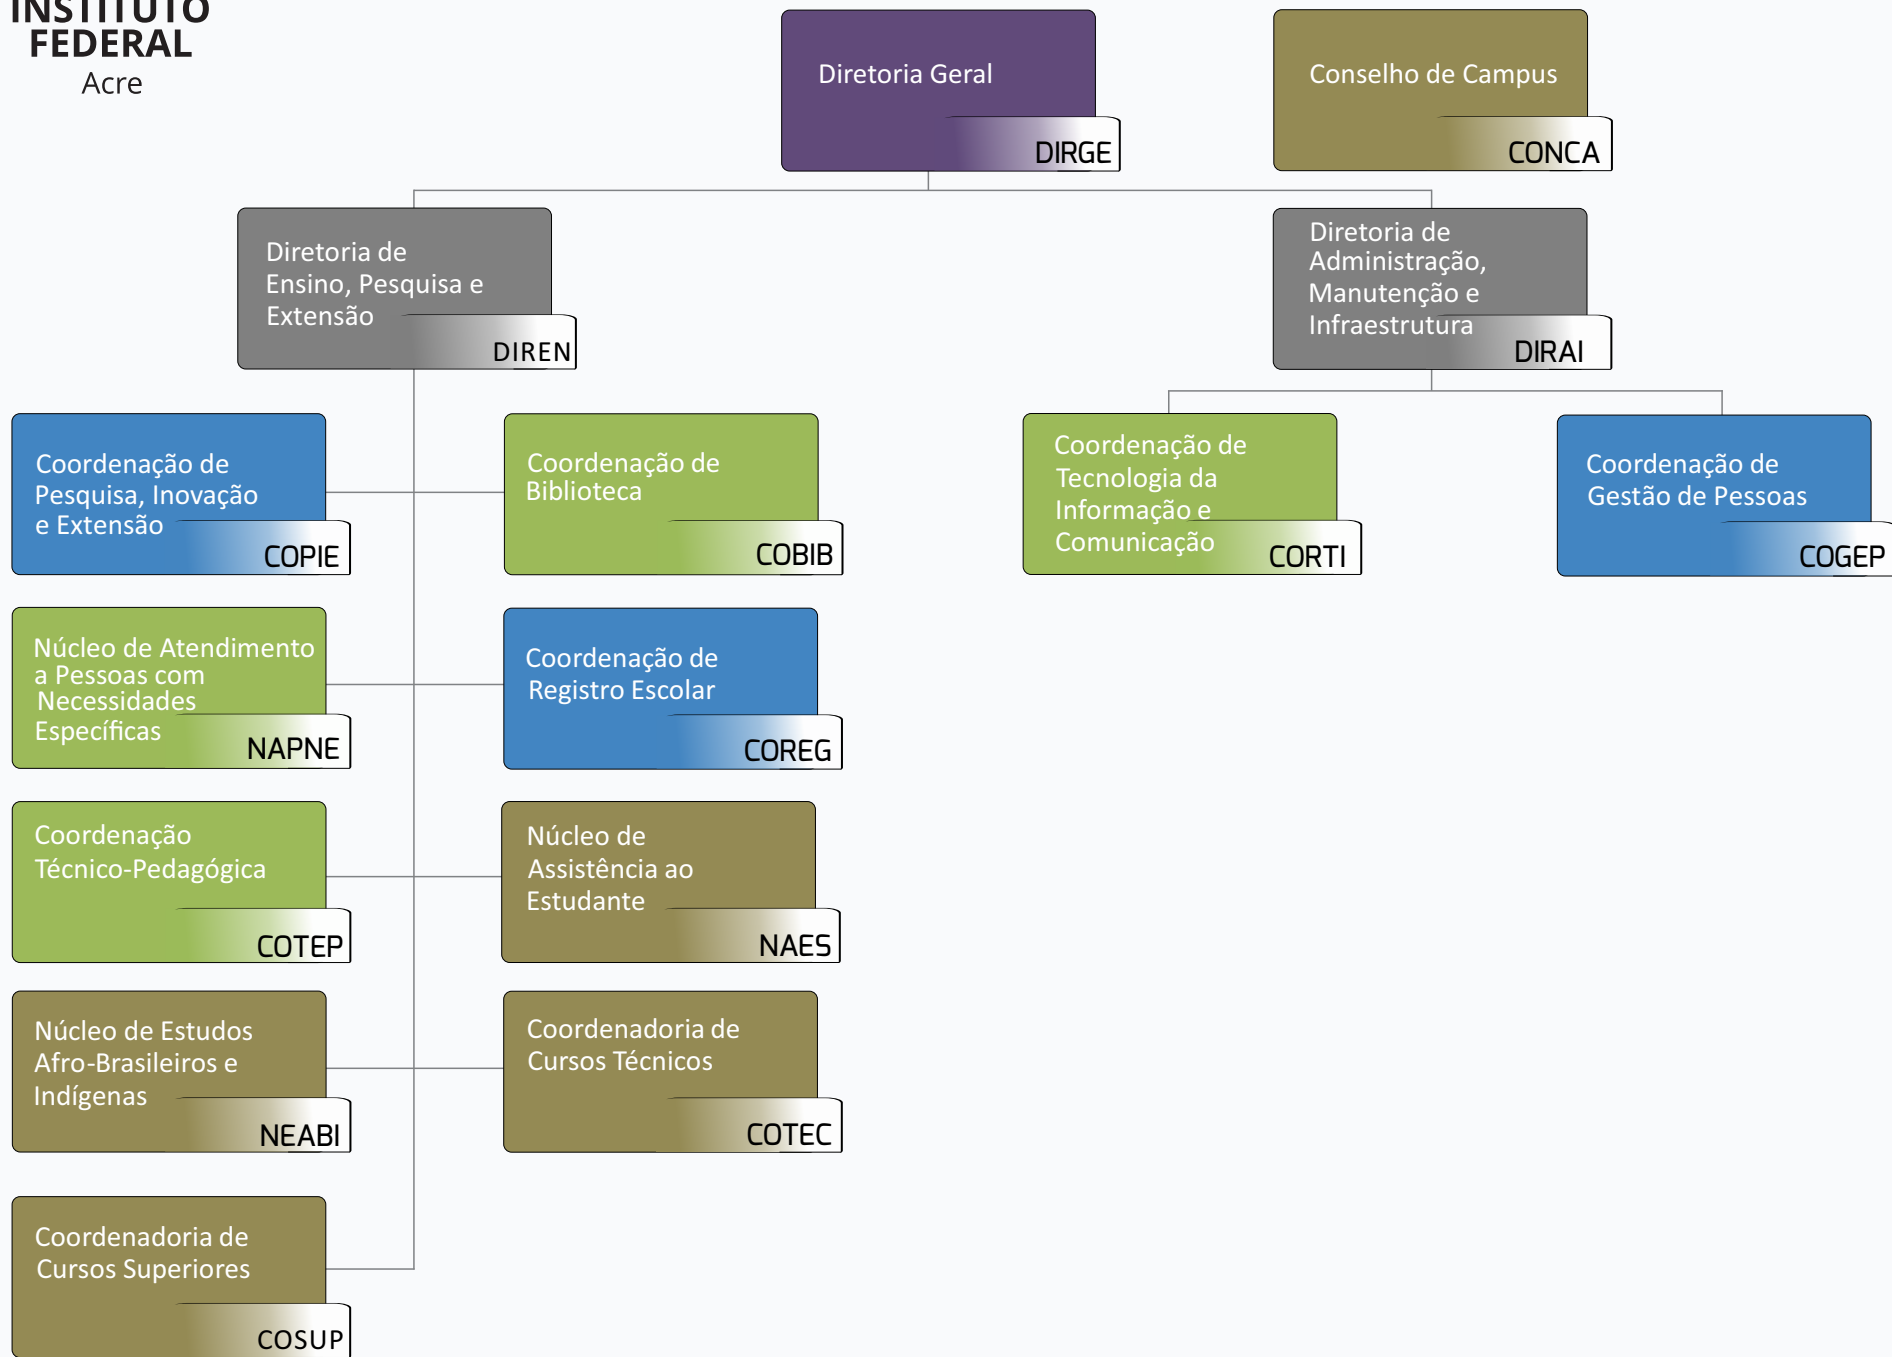 INSTITUTO
FEDERAL
Acre
Diretoria Geral
DIRGE
Conselho de Campus
CONCA
Diretoria de
Ensino, Pesquisa e
Extensão
DIREN
Diretoria de
Administração,
Manutenção e
Infraestrutura
DIRAI
Coordenação de
Pesquisa, Inovação
e Extensão
COPIE
Coordenação de
Biblioteca
COBIB
Coordenação de
Tecnologia da
Informação e
Comunicação
CORTI
Coordenação de
Gestão de Pessoas
COGEP
Núcleo de Atendimento
a Pessoas com
Necessidades
Específicas
NAPNE
Coordenação de
Registro Escolar
COREG
Coordenação
Técnico-Pedagógica
COTEP
Núcleo de
Assistência ao
Estudante
NAES
Núcleo de Estudos
Afro-Brasileiros e
Indígenas
NEABI
Coordenadoria de
Cursos Técnicos
COTEC
Coordenadoria de
Cursos Superiores
COSUP